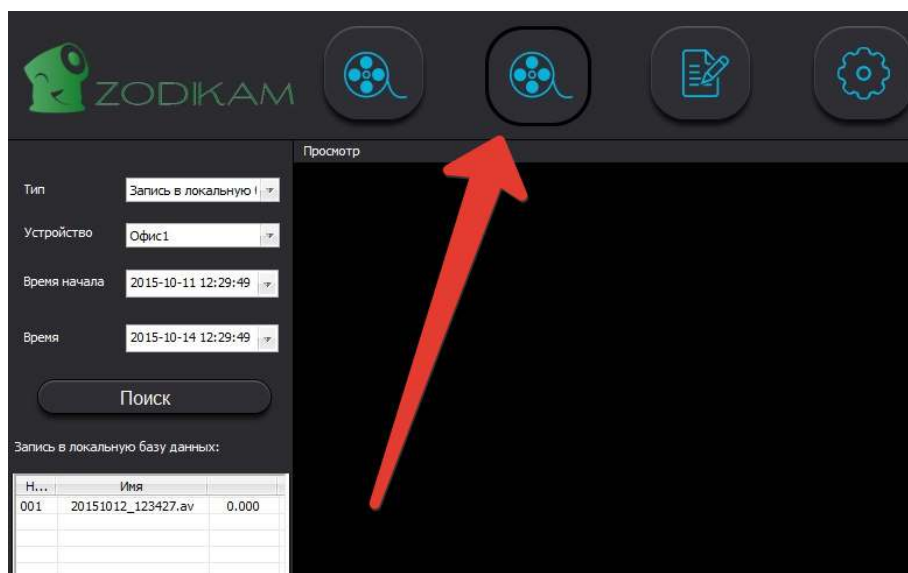 ZODIKAM
Просмотр
Тип
Запись в локальную
Устройство
Офис1
Время начала
2015-10-11 12:29:49
Время
2015-10-14 12:29:49
Поиск
Запись в локальную базу данных:
Н... Имя
001 20151012_123427.av 0.000